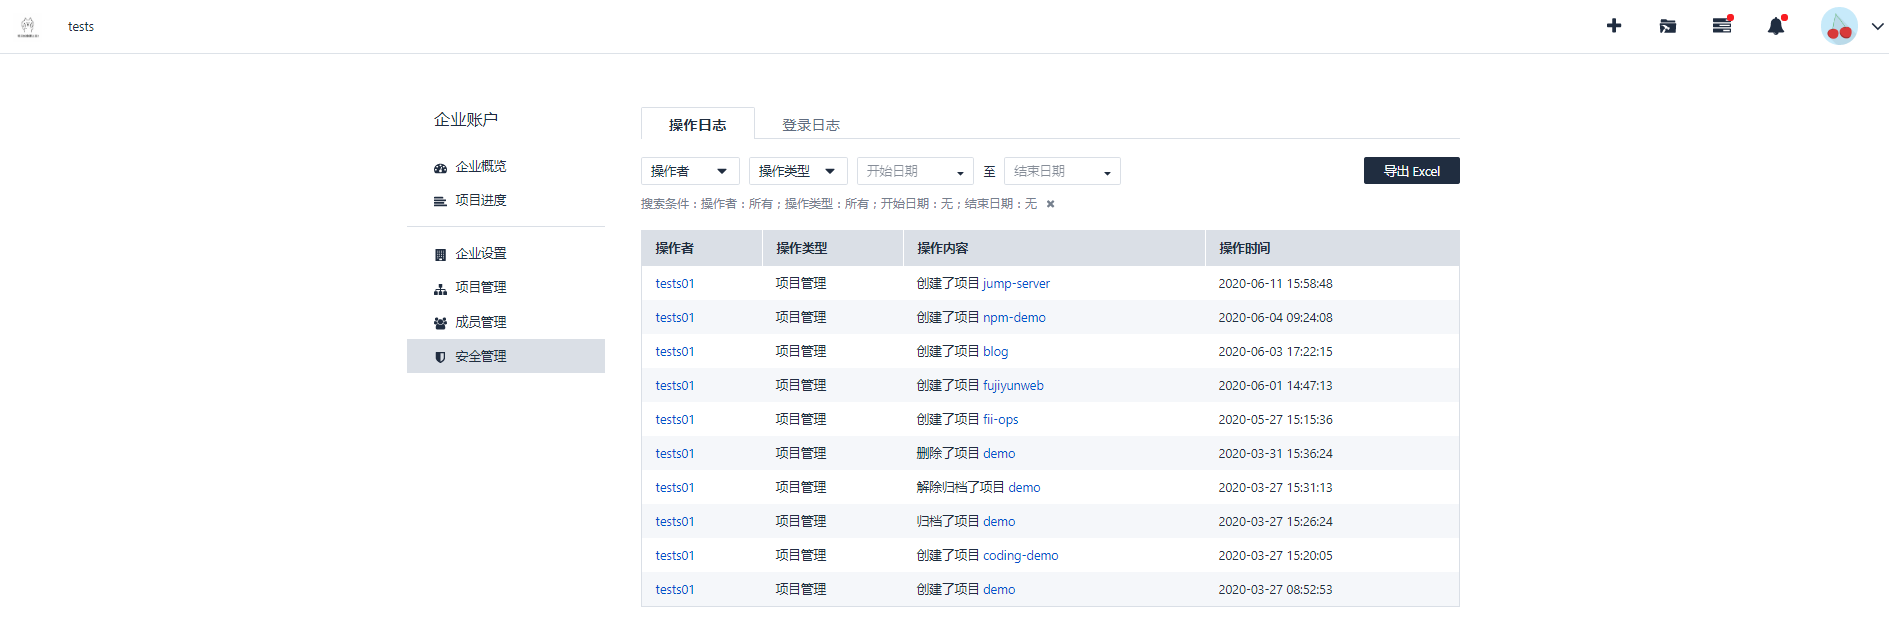 tests
企业账户
企业概览
项目进度
企业设置
项目管理
成员管理
安全管理
操作日志 登录日志
操作者 操作类型 开始日期 至 结束日期 导出 Excel
搜索条件：操作者：所有；操作类型：所有；开始日期：无；结束日期：无
操作者 操作类型 操作内容 操作时间
tests01 项目管理 创建了项目 jump-server 2020-06-11 15:58:48
tests01 项目管理 创建了项目 npm-demo 2020-06-04 09:24:08
tests01 项目管理 创建了项目 blog 2020-06-03 17:22:15
tests01 项目管理 创建了项目 fujiyunweb 2020-06-01 14:47:13
tests01 项目管理 创建了项目 fii-ops 2020-05-27 15:15:36
tests01 项目管理 删除了项目 demo 2020-03-31 15:36:24
tests01 项目管理 解除归档了项目 demo 2020-03-27 15:31:13
tests01 项目管理 归档了项目 demo 2020-03-27 15:26:24
tests01 项目管理 创建了项目 coding-demo 2020-03-27 15:20:05
tests01 项目管理 创建了项目 demo 2020-03-27 08:52:53